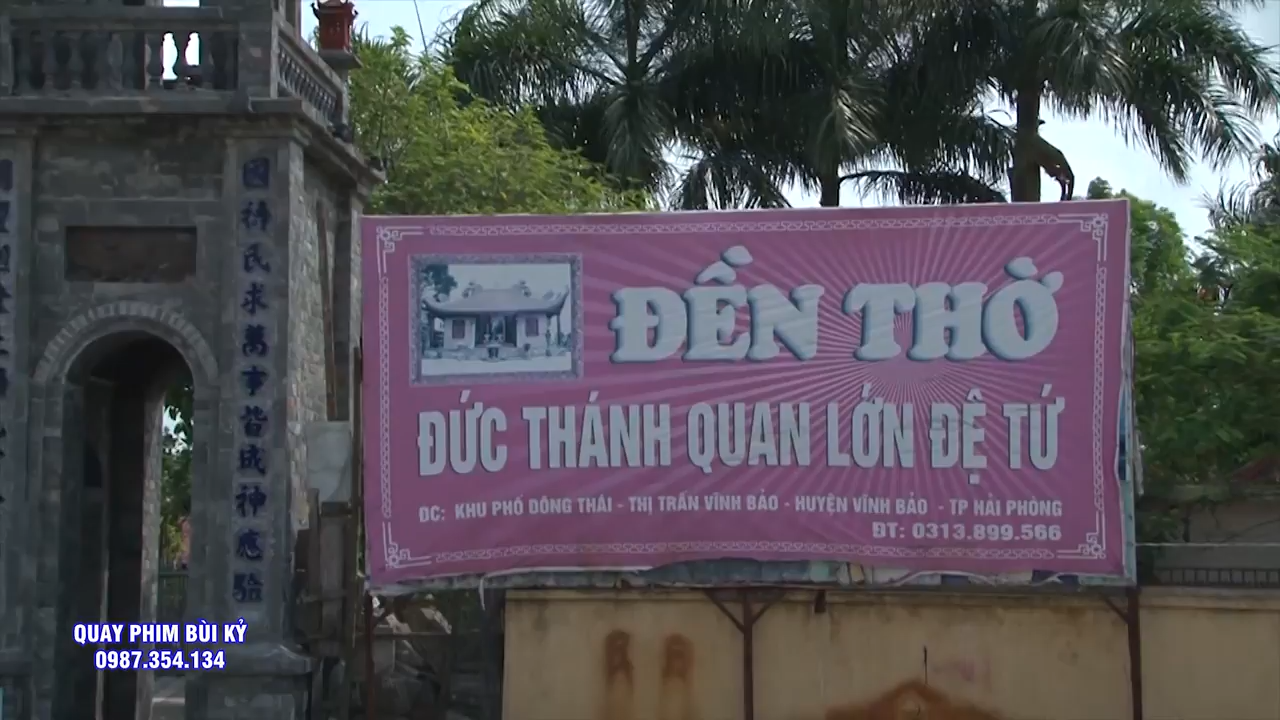 國禱民求萬事皆成神應驗
ĐỀN THỜ
ĐỨC THÁNH QUAN LỚN ĐỆ TỨ
ĐC: KHU PHỐ ĐÔNG THÁI - THỊ TRẤN VĨNH BẢO - HUYỆN VĨNH BẢO - TP HẢI PHÒNG
ĐT: 0313.899.566
QUAY PHIM BÙI KỶ
0987.354.134